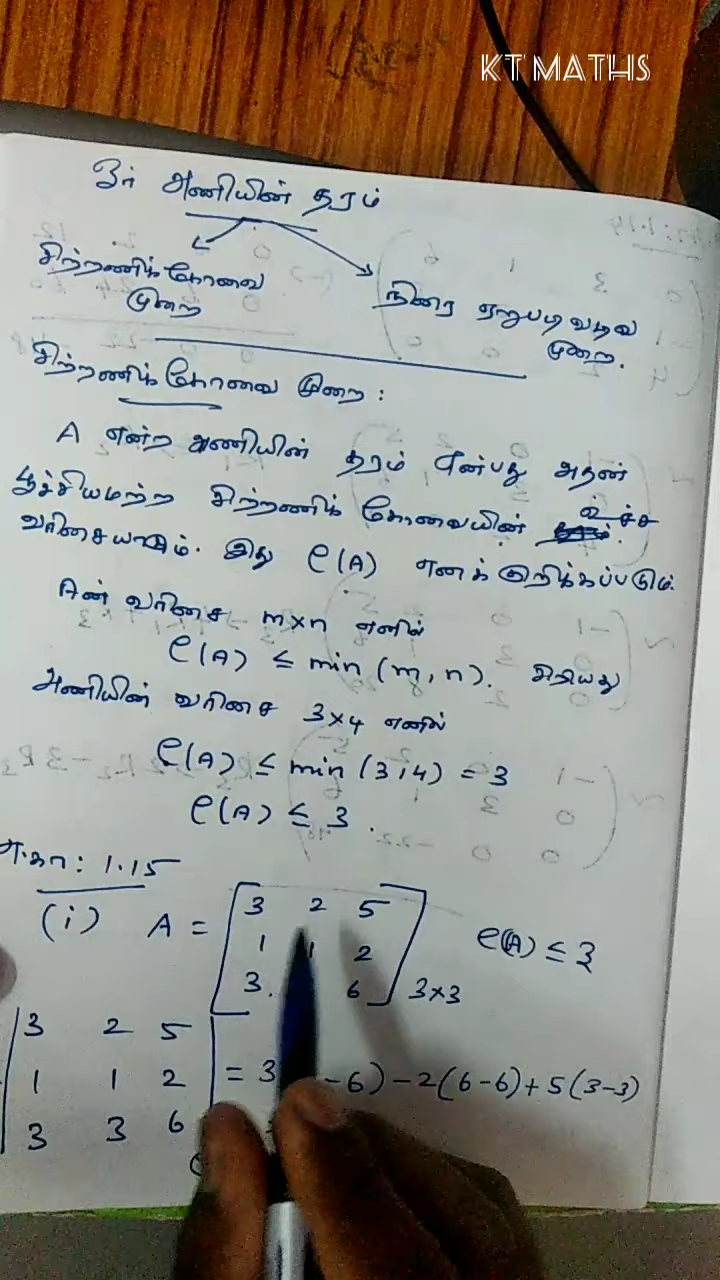 KT MATHS
ஓர் அணியின் தரம்
சிற்றணிக் கோவை முறை
நிரை ஏறுபடி வடிவ முறை.
சிற்றணிக் கோவை முறை :
A என்ற அணியின் தரம் என்பது அதன்
பூச்சியமற்ற சிற்றணிக் கோவையின் உச்ச
வரிசையாகும். இது ρ(A) எனக் குறிக்கப்படும்.
Aன் வரிசை m×n எனில்
ρ(A) ≤ min (m, n). சிறியது
அணியின் வரிசை 3×4 எனில்
ρ(A) ≤ min (3,4) = 3
ρ(A) ≤ 3.
எ.கா : 1.15
(i) A = [3 2 5
1 1 2
3. 6] 3×3 ρ(A) ≤ 3
|3 2 5
1 1 2
3 3 6| = 3 -6) -2(6-6)+5(3-3)